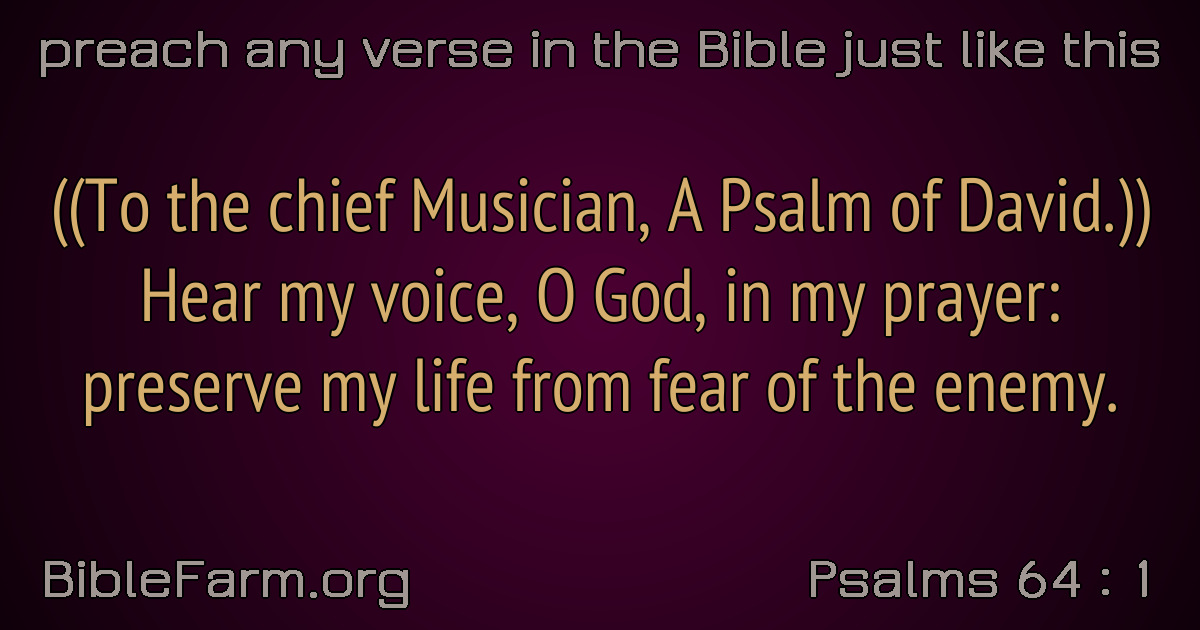 preach any verse in the Bible just like this
((To the chief Musician, A Psalm of David.))
Hear my voice, O God, in my prayer:
preserve my life from fear of the enemy.
BibleFarm.org
Psalms 64 : 1